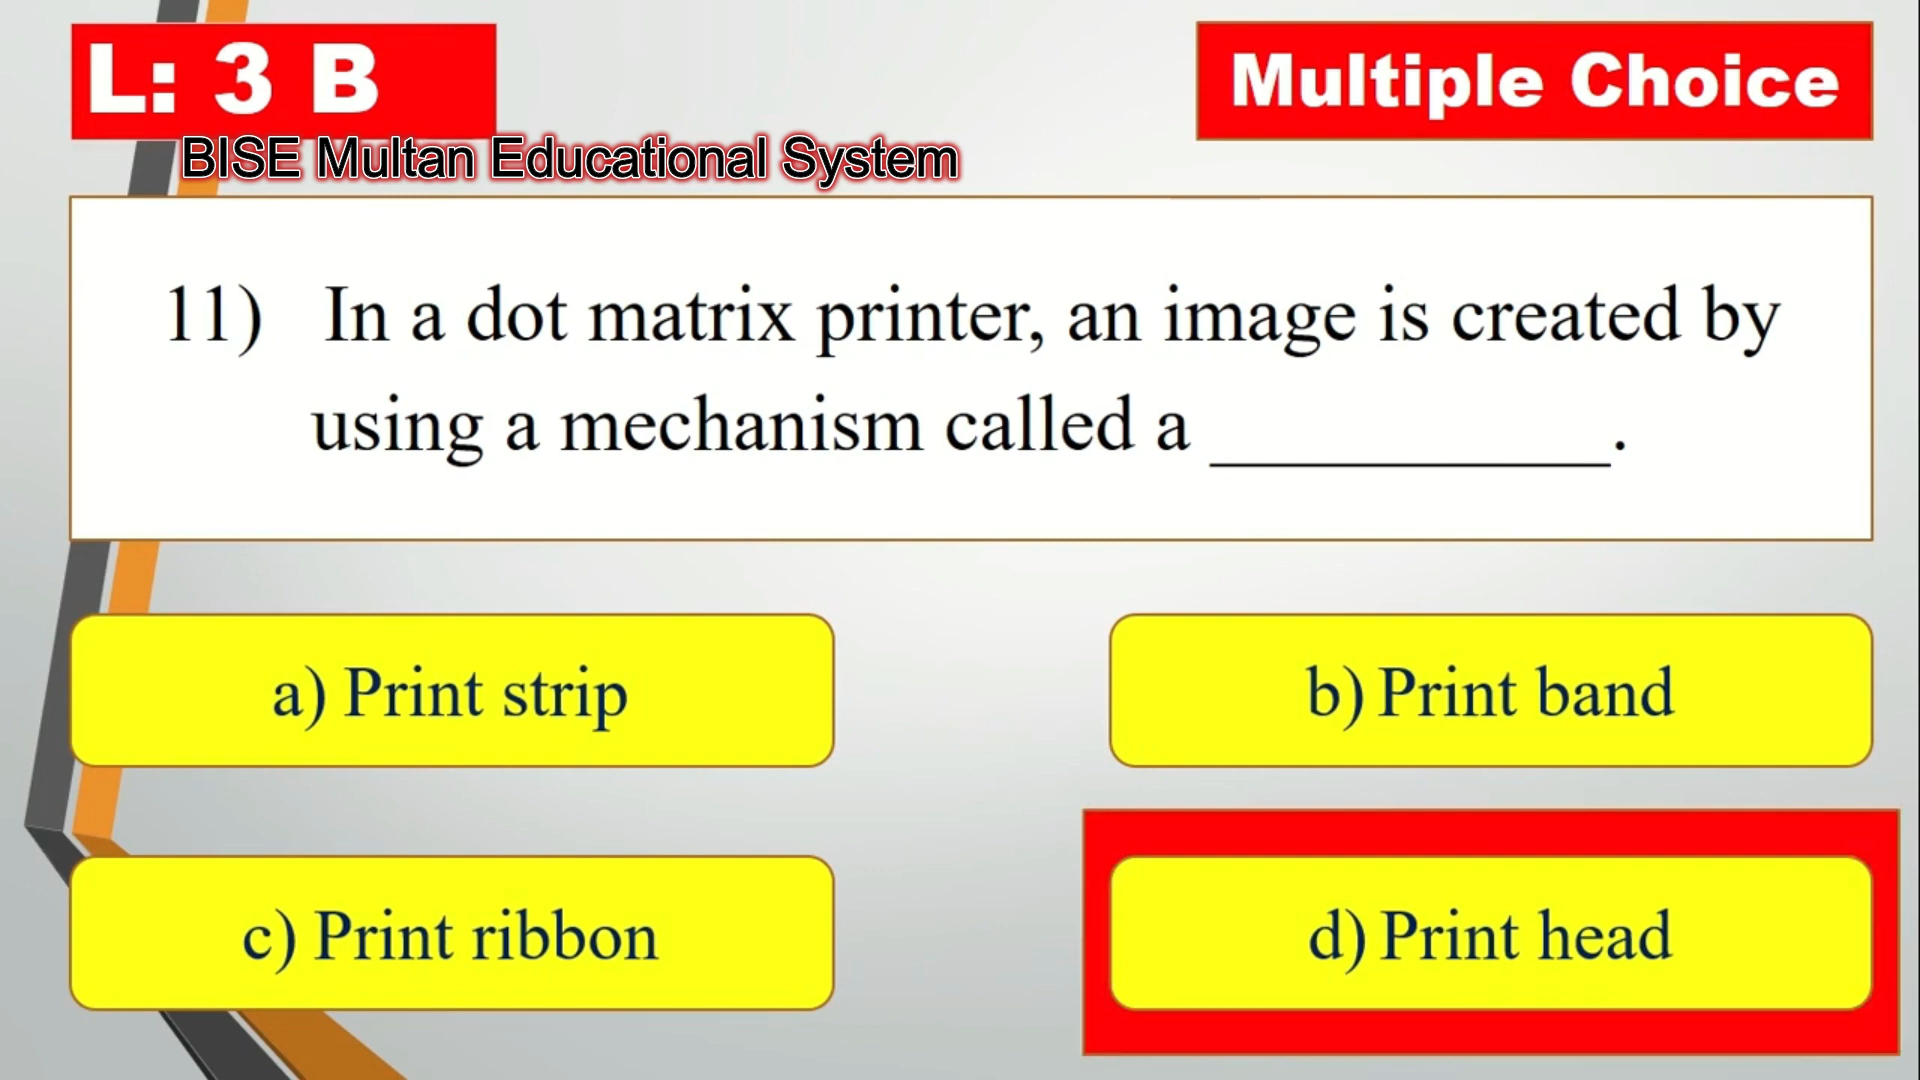 L: 3 B
Multiple Choice
BISE Multan Educational System
11) In a dot matrix printer, an image is created by
using a mechanism called a ___________.
a) Print strip
b) Print band
c) Print ribbon
d) Print head